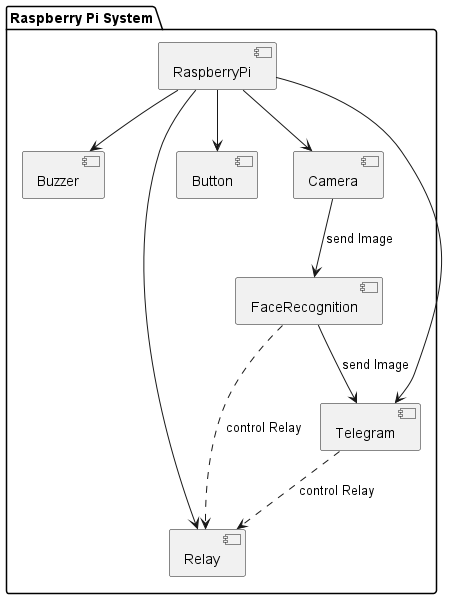 Raspberry Pi System
RaspberryPi
Buzzer
Button
Camera
send Image
FaceRecognition
send Image
control Relay
Telegram
control Relay
Relay